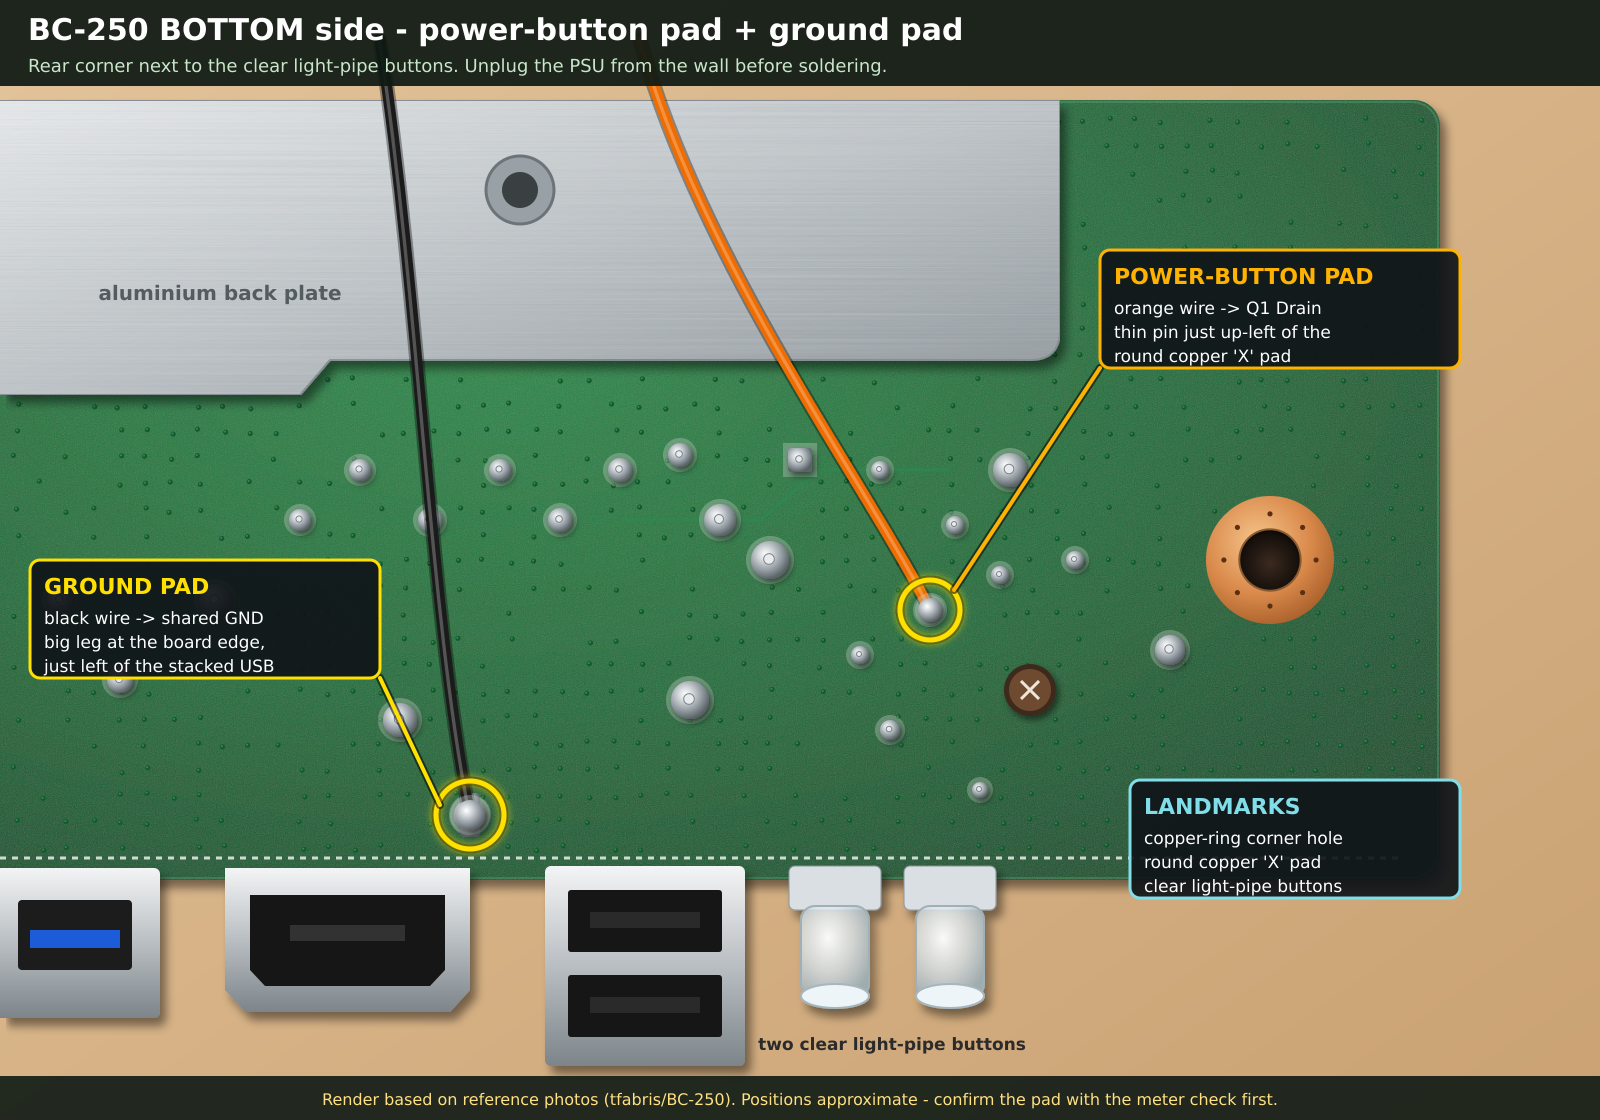 BC-250 BOTTOM side - power-button pad + ground pad
Rear corner next to the clear light-pipe buttons. Unplug the PSU from the wall before soldering.
aluminium back plate
POWER-BUTTON PAD
orange wire -> Q1 Drain
thin pin just up-left of the
round copper 'X' pad
GROUND PAD
black wire -> shared GND
big leg at the board edge,
just left of the stacked USB
LANDMARKS
copper-ring corner hole
round copper 'X' pad
clear light-pipe buttons
two clear light-pipe buttons
Render based on reference photos (tfabris/BC-250). Positions approximate - confirm the pad with the meter check first.